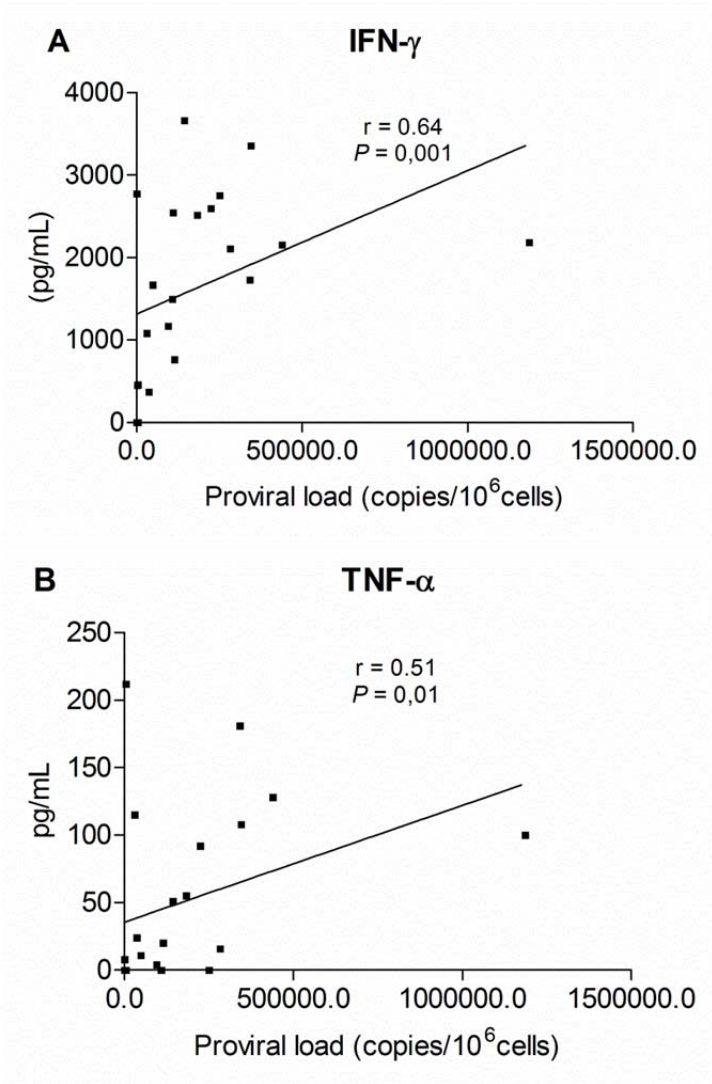 A
IFN-γ
r = 0.64
P = 0,001
(pg/mL)
4000
3000
2000
1000
0
0.0 500000.0 1000000.0 1500000.0
Proviral load (copies/10⁶cells)
B
TNF-α
r = 0.51
P = 0,01
pg/mL
250
200
150
100
50
0
0.0 500000.0 1000000.0 1500000.0
Proviral load (copies/10⁶cells)